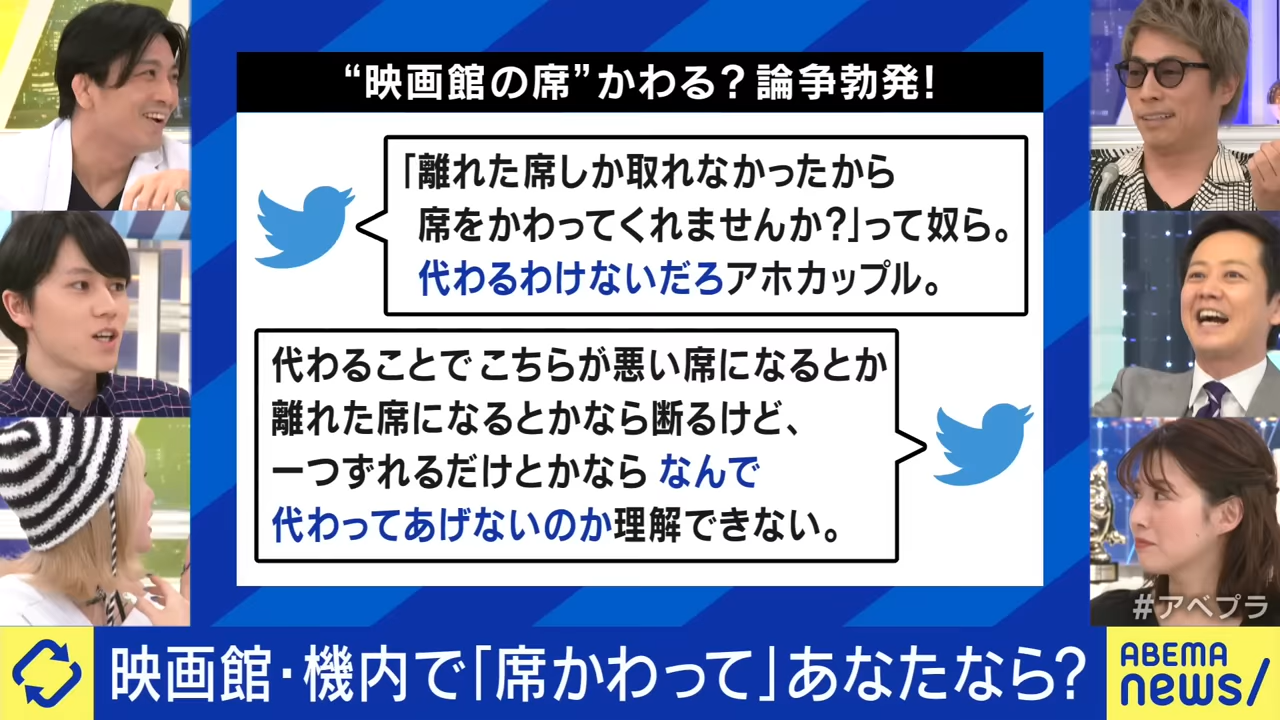 “映画館の席”かわる？論争勃発！
「離れた席しか取れなかったから
席をかわってくれませんか？」って奴ら。
代わるわけないだろアホカップル。
代わることで こちらが悪い席になるとか
離れた席になるとかなら断るけど、
一つずれるだけとかなら なんで
代わってあげないのか理解できない。
#アベプラ
映画館・機内で「席かわって」あなたなら？
ABEMA
news/